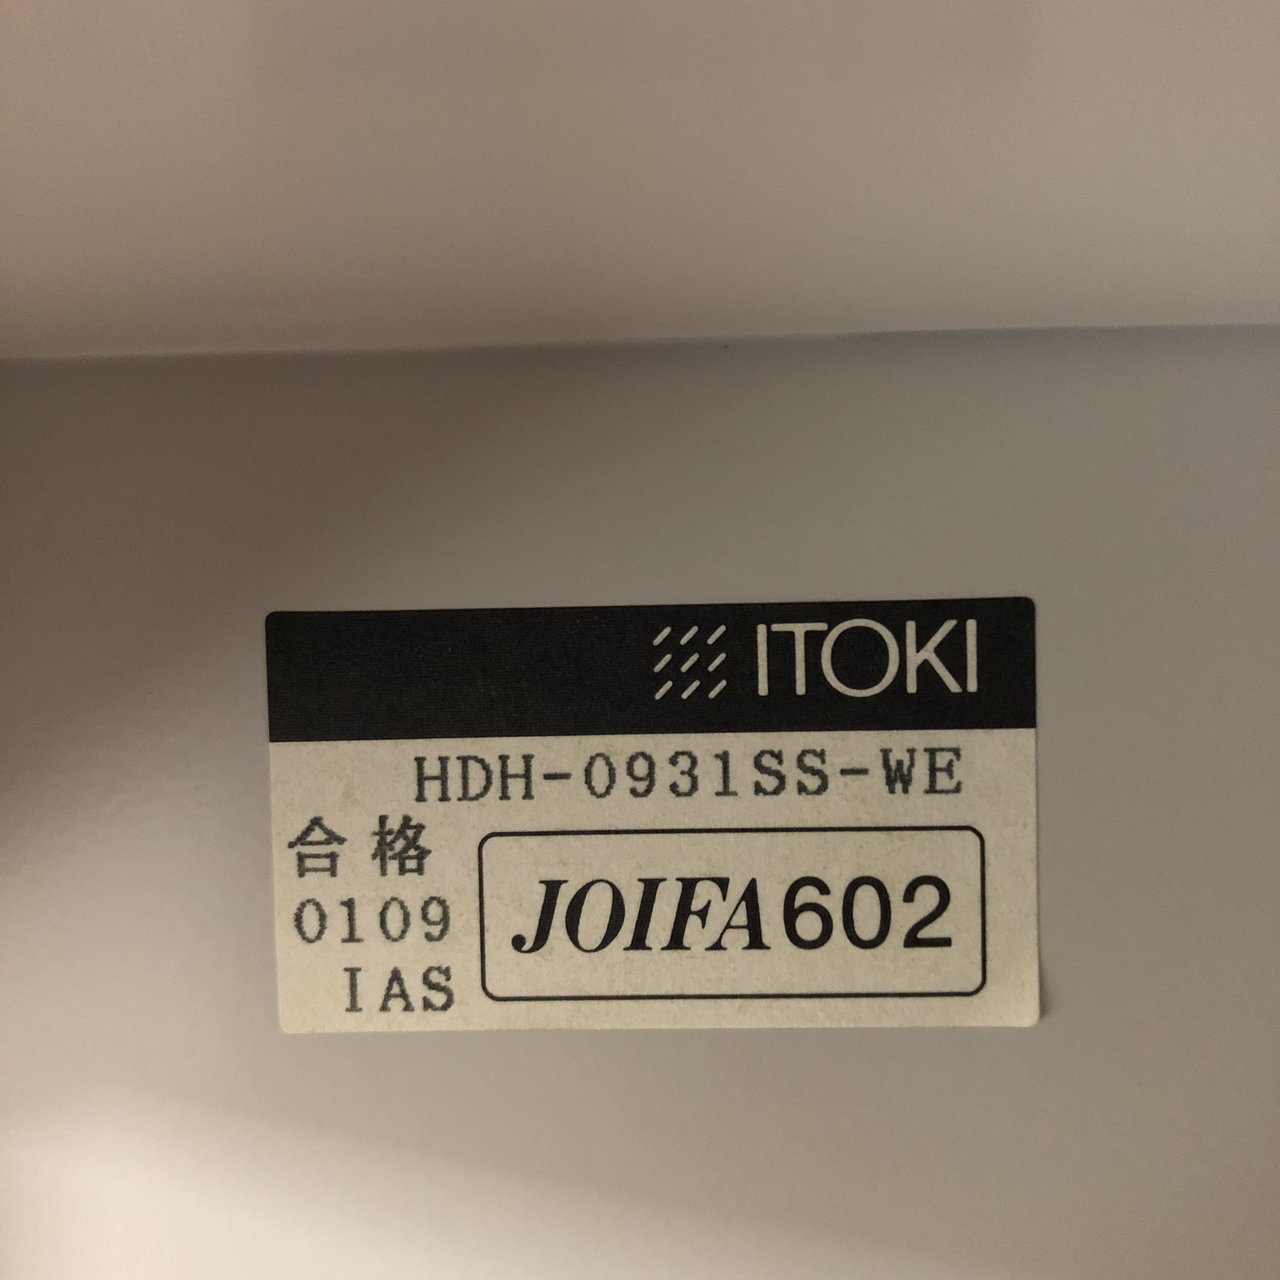 ITOKI
HDH-0931SS-WE
合格
0109
IAS
JOIFA602